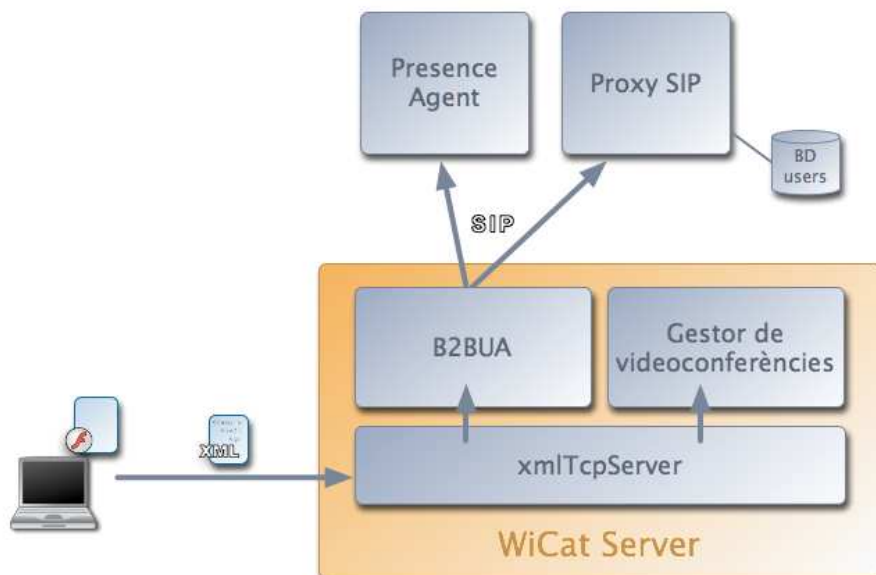 Presence
Agent
Proxy SIP
BD
users
SIP
B2BUA
Gestor de
videoconferències
XML
xmlTcpServer
WiCat Server